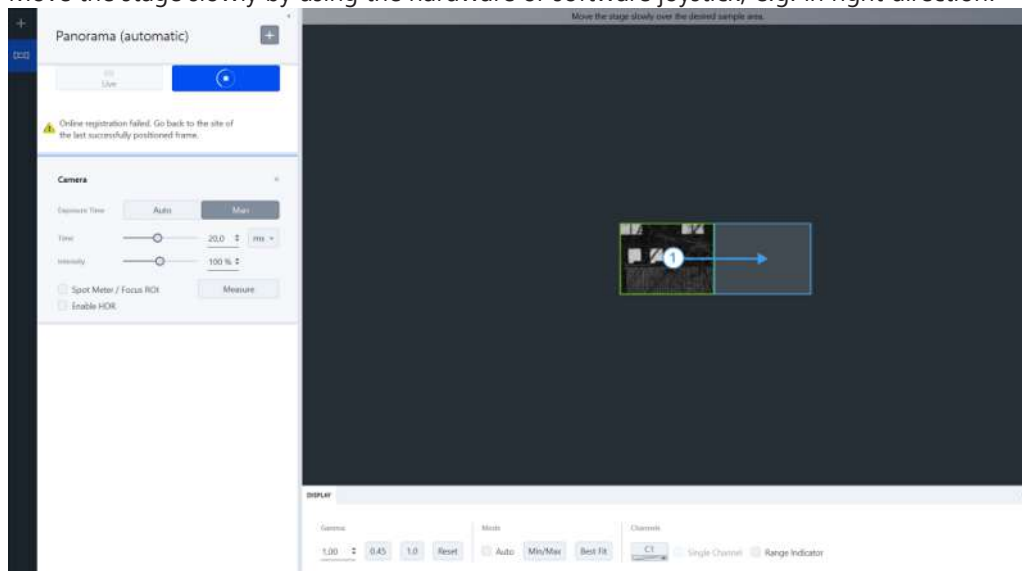 Move the stage slowly by using the hardware or software joystick, e.g. in right direction.
Move the stage slowly over the desired sample area.
Panorama (automatic)
Live
Online registration failed. Go back to the site of
the last successfully positioned frame.
Camera
Exposure Time Auto Man
Time 20,0 ms
Intensity 100 %
Spot Meter / Focus ROI Measure
Enable HDR
1
DISPLAY
Gamma Mode Channels
1,00 0.45 1.0 Reset Auto Min/Max Best Fit C1 Single Channel Range Indicator